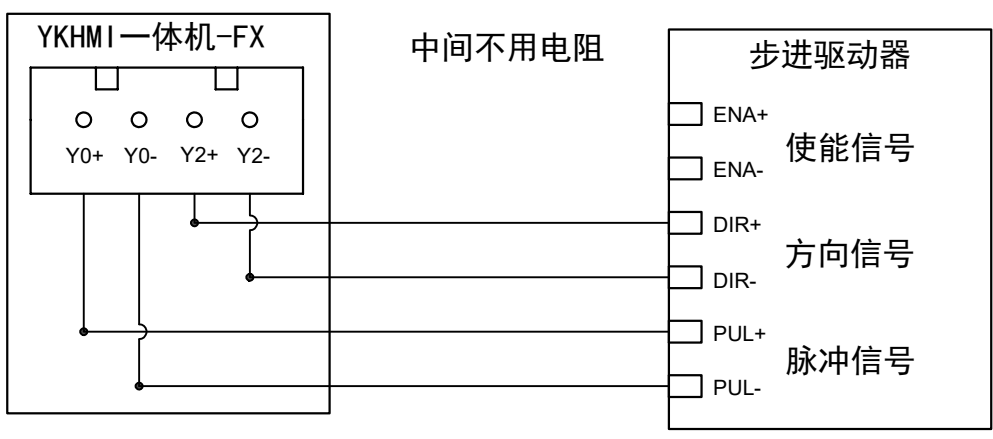 YKHMI一体机-FX
Y0+ Y0- Y2+ Y2-
中间不用电阻
步进驱动器
ENA+
使能信号
ENA-
DIR+
方向信号
DIR-
PUL+
脉冲信号
PUL-